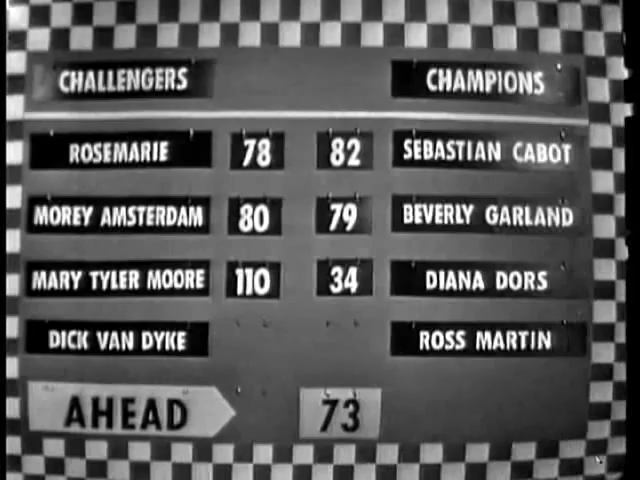 CHALLENGERS CHAMPIONS
ROSEMARIE 78 82 SEBASTIAN CABOT
MOREY AMSTERDAM 80 79 BEVERLY GARLAND
MARY TYLER MOORE 110 34 DIANA DORS
DICK VAN DYKE ROSS MARTIN
AHEAD 73